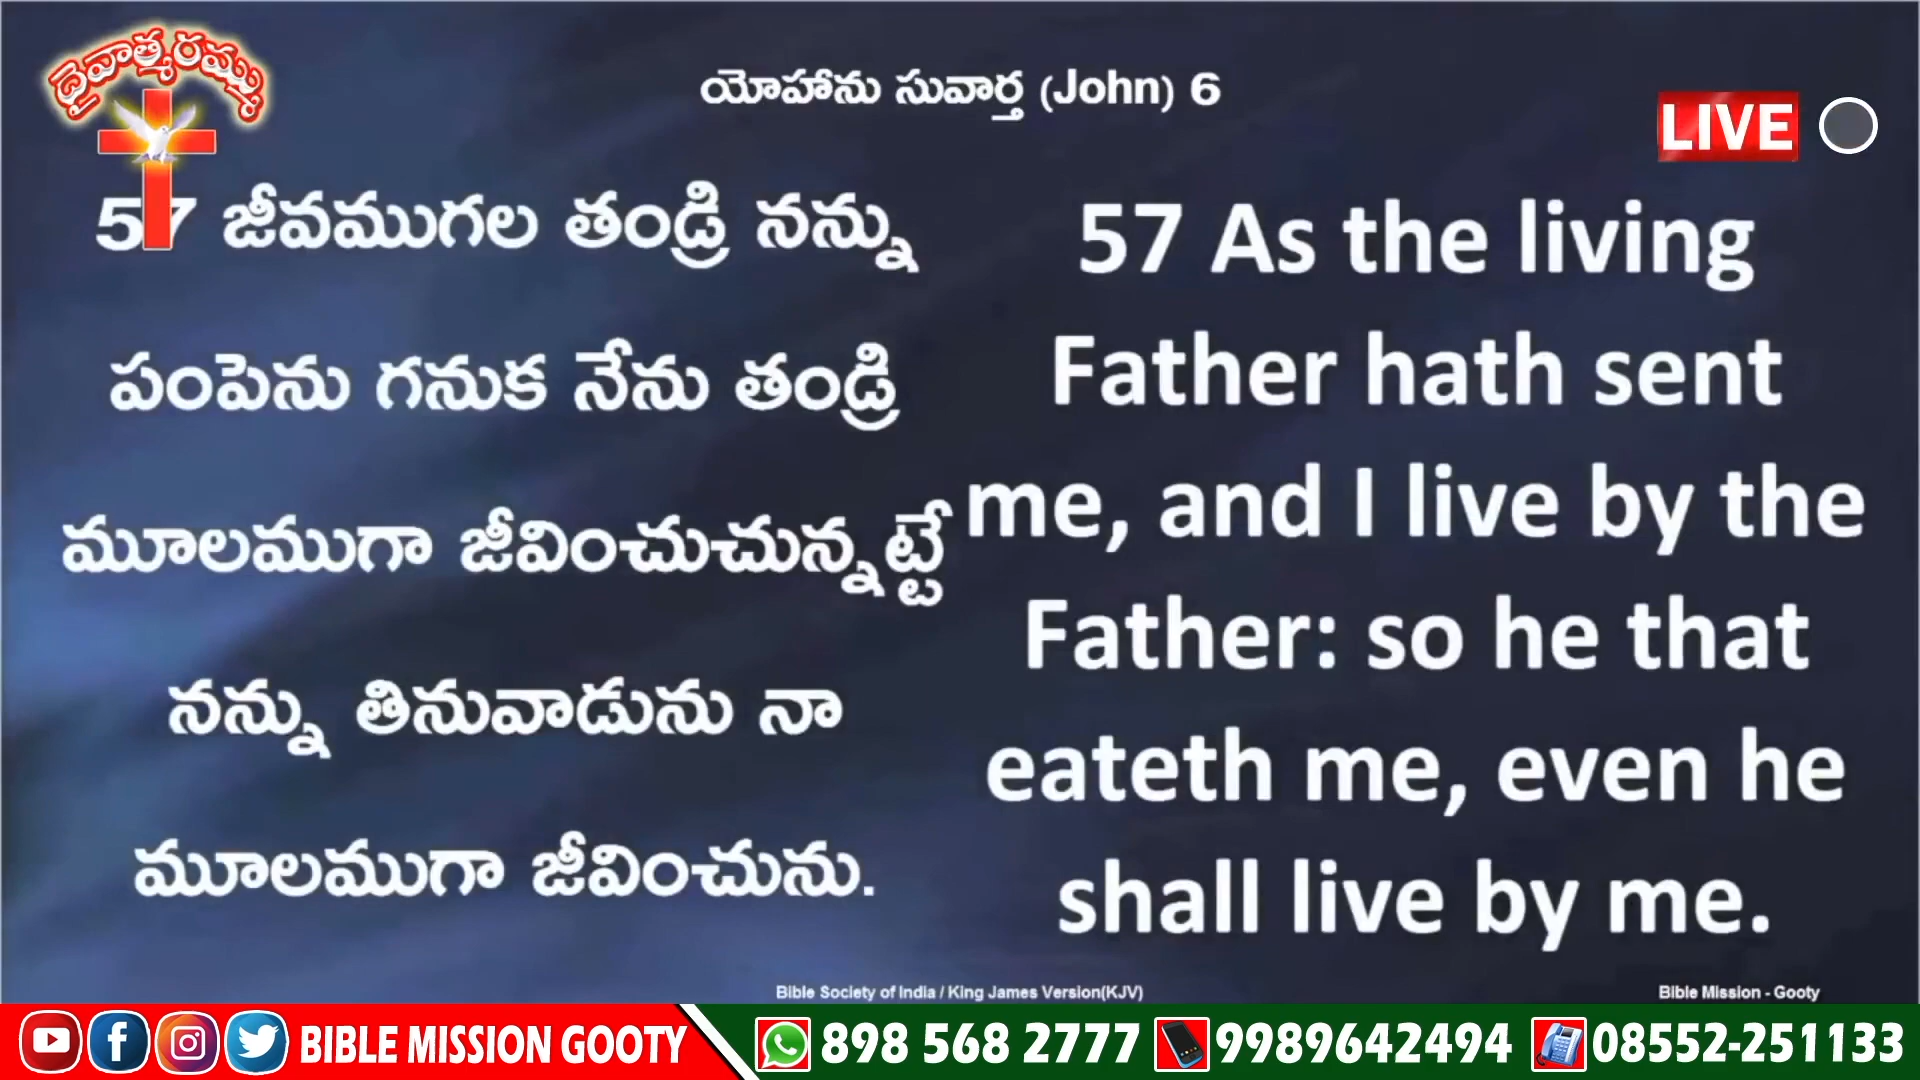 దైవాత్మరమ్ము
యోహాను సువార్త (John) 6
LIVE
57 జీవముగల తండ్రి నన్ను
పంపెను గనుక నేను తండ్రి
మూలముగా జీవించుచున్నట్టే
నన్ను తినువాడును నా
మూలముగా జీవించును.
57 As the living
Father hath sent
me, and I live by the
Father: so he that
eateth me, even he
shall live by me.
Bible Society of India / King James Version(KJV)
Bible Mission - Gooty
BIBLE MISSION GOOTY
898 568 2777
9989642494
08552-251133